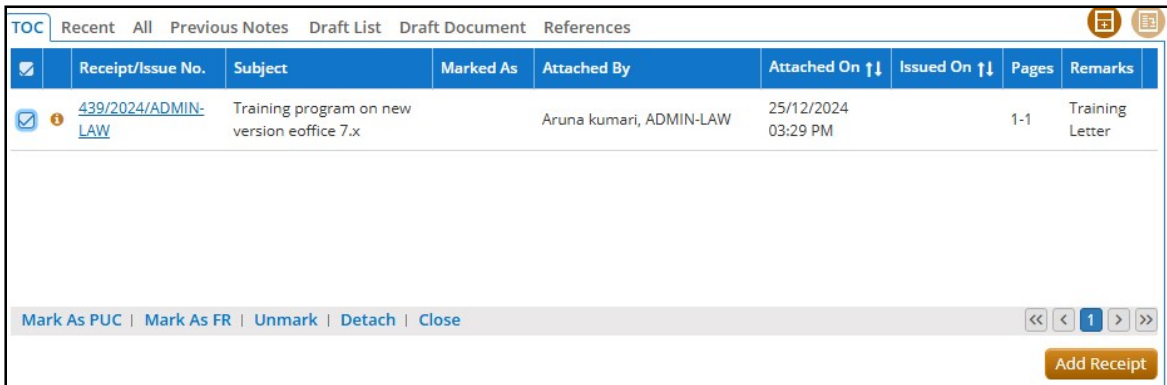 TOC Recent All Previous Notes Draft List Draft Document References
Receipt/Issue No. Subject Marked As Attached By Attached On Issued On Pages Remarks
439/2024/ADMIN- Training program on new 25/12/2024 Training
Aruna kumari, ADMIN-LAW 1-1
LAW version eoffice 7.x 03:29 PM Letter
Mark As PUC | Mark As FR | Unmark | Detach | Close << < 1 > >>
Add Receipt